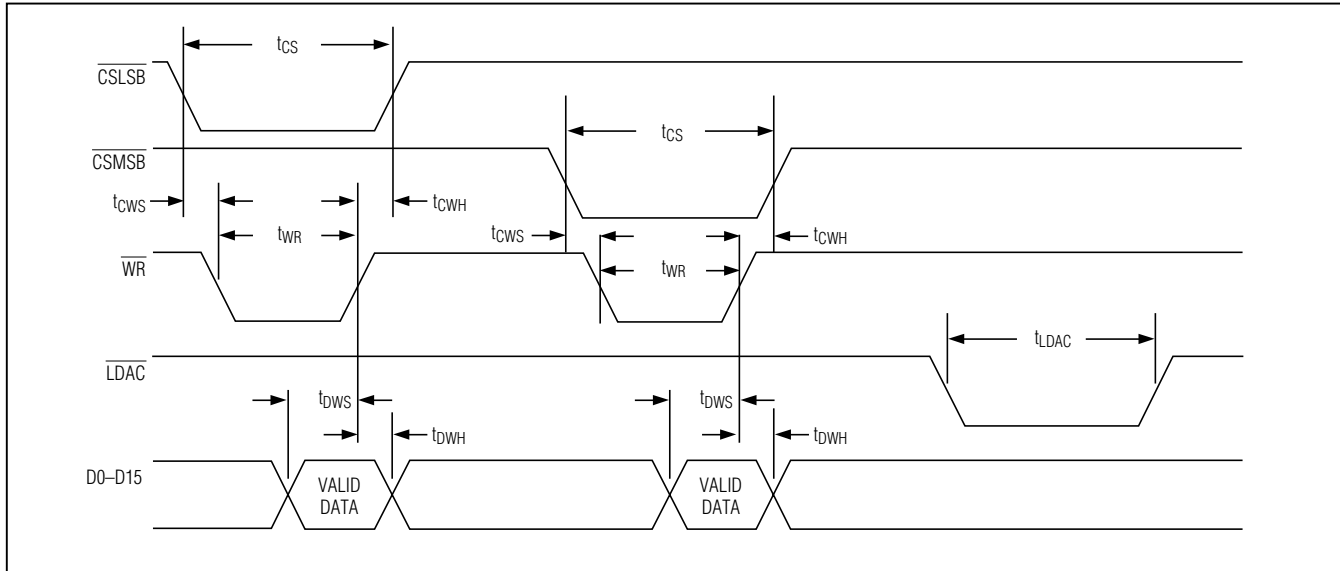 tCS
CSLSB
tCS
CSMSB
tCWS
tCWH
tWR
tCWS
tCWH
tWR
WR
tLDAC
LDAC
tDWS
tDWS
tDWH
tDWH
D0–D15
VALID
DATA
VALID
DATA